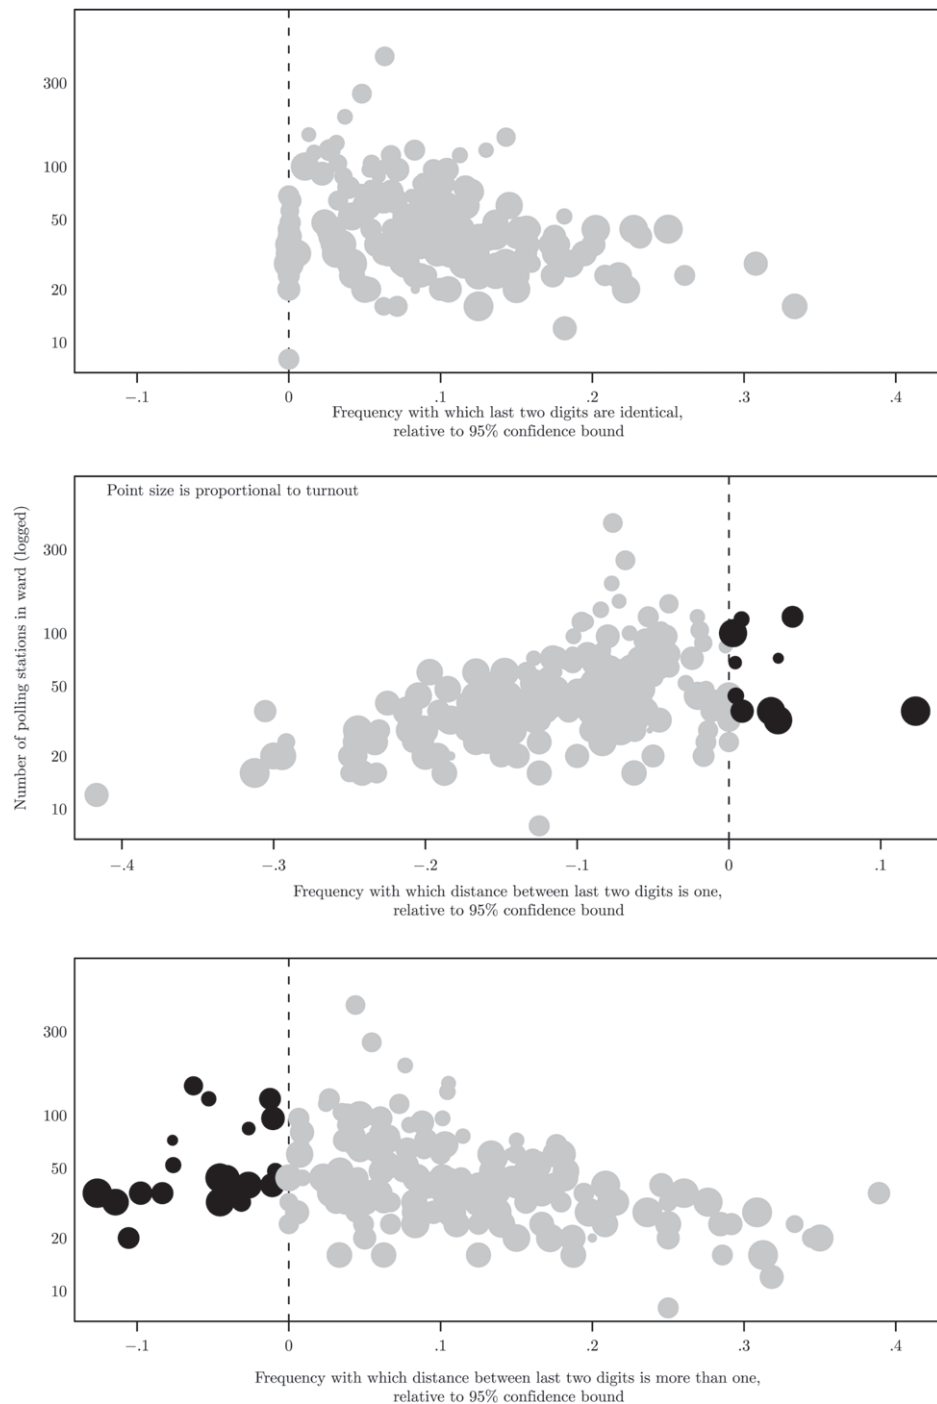 300
100
50
20
10
−.1 0 .1 .2 .3 .4
Frequency with which last two digits are identical,
relative to 95% confidence bound
Point size is proportional to turnout
Number of polling stations in ward (logged)
300
100
50
20
10
−.4 −.3 −.2 −.1 0 .1
Frequency with which distance between last two digits is one,
relative to 95% confidence bound
300
100
50
20
10
−.1 0 .1 .2 .3 .4
Frequency with which distance between last two digits is more than one,
relative to 95% confidence bound